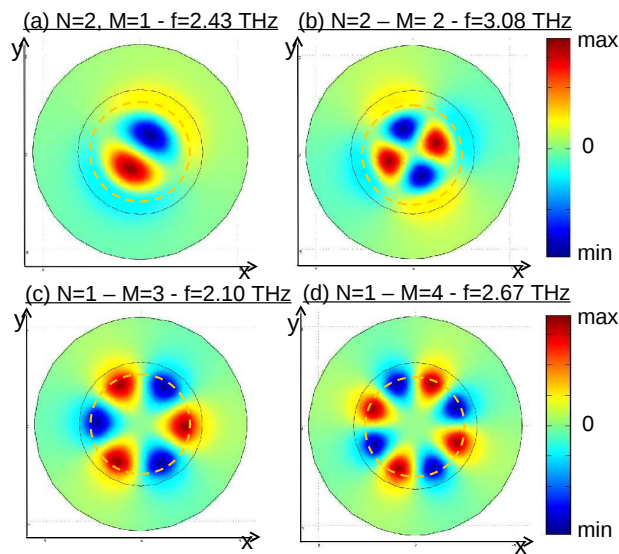 (a) N=2, M=1 - f=2.43 THz
(b) N=2 – M= 2 - f=3.08 THz
y
y
max
0
min
x
x
(c) N=1 – M=3 - f=2.10 THz
(d) N=1 – M=4 - f=2.67 THz
y
y
max
0
min
x
x